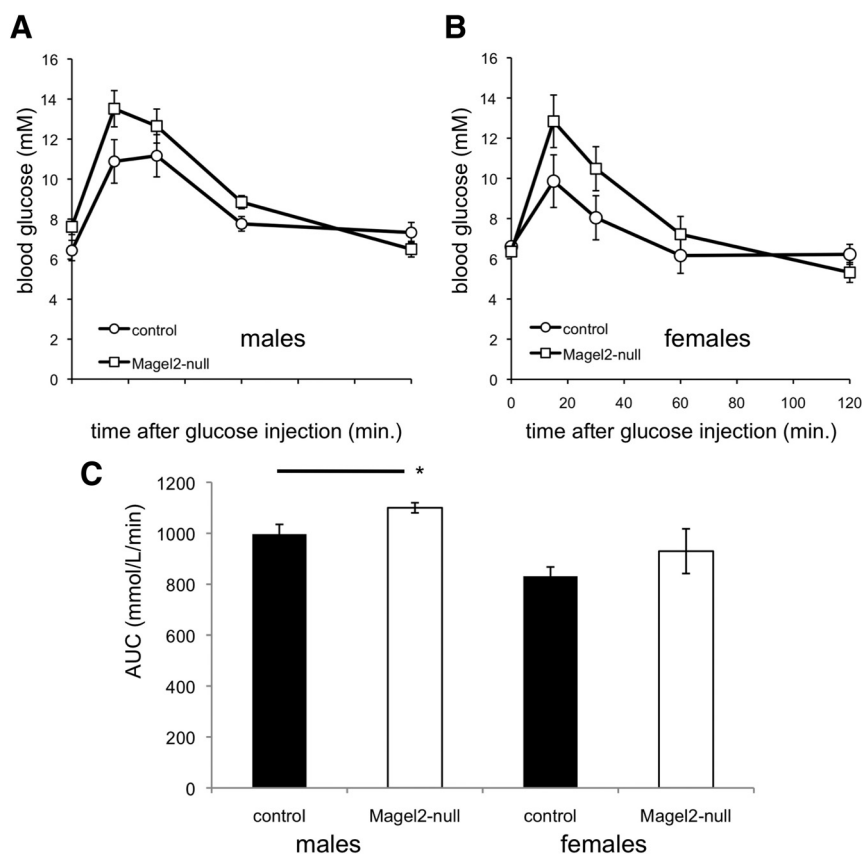 A
16
14
12
10
8
6
4
2
0
blood glucose (mM)
control
Magel2-null
males
time after glucose injection (min.)
B
16
14
12
10
8
6
4
2
0
blood glucose (mM)
control
Magel2-null
females
0 20 40 60 80 100 120
time after glucose injection (min.)
C
*
1200
1000
800
600
400
200
0
AUC (mmol/L/min)
control Magel2-null control Magel2-null
males females